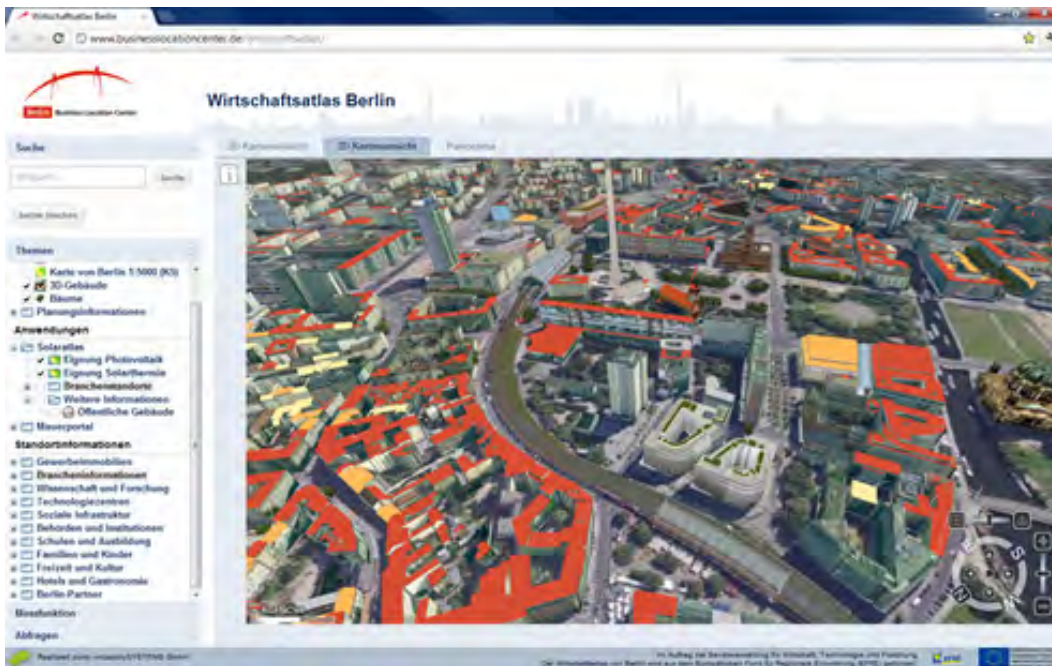 Wirtschaftsatlas Berlin
www.businesslocationcenter.de/wirtschaftsatlas/
Berlin Business Location Center
Wirtschaftsatlas Berlin
Suche
Suche
3D Kartenansicht
Panorama
Themen
Karte von Berlin 1:5000 (K5)
3D-Gebäude
Bäume
Planungsinformationen
Anwendungen
Solaratlas
Eignung Photovoltaik
Eignung Solarthermie
Branchenstandorte
Weitere Informationen
Öffentliche Gebäude
Mauerportal
Standortinformationen
Gewerbeimmobilien
Brancheninformationen
Wissenschaft und Forschung
Technologiezentren
Soziale Infrastruktur
Behörden und Institutionen
Schulen und Ausbildung
Familien und Kinder
Freizeit und Kultur
Hotels und Gastronomie
Berlin-Partner
Messfunktion
Abfragen